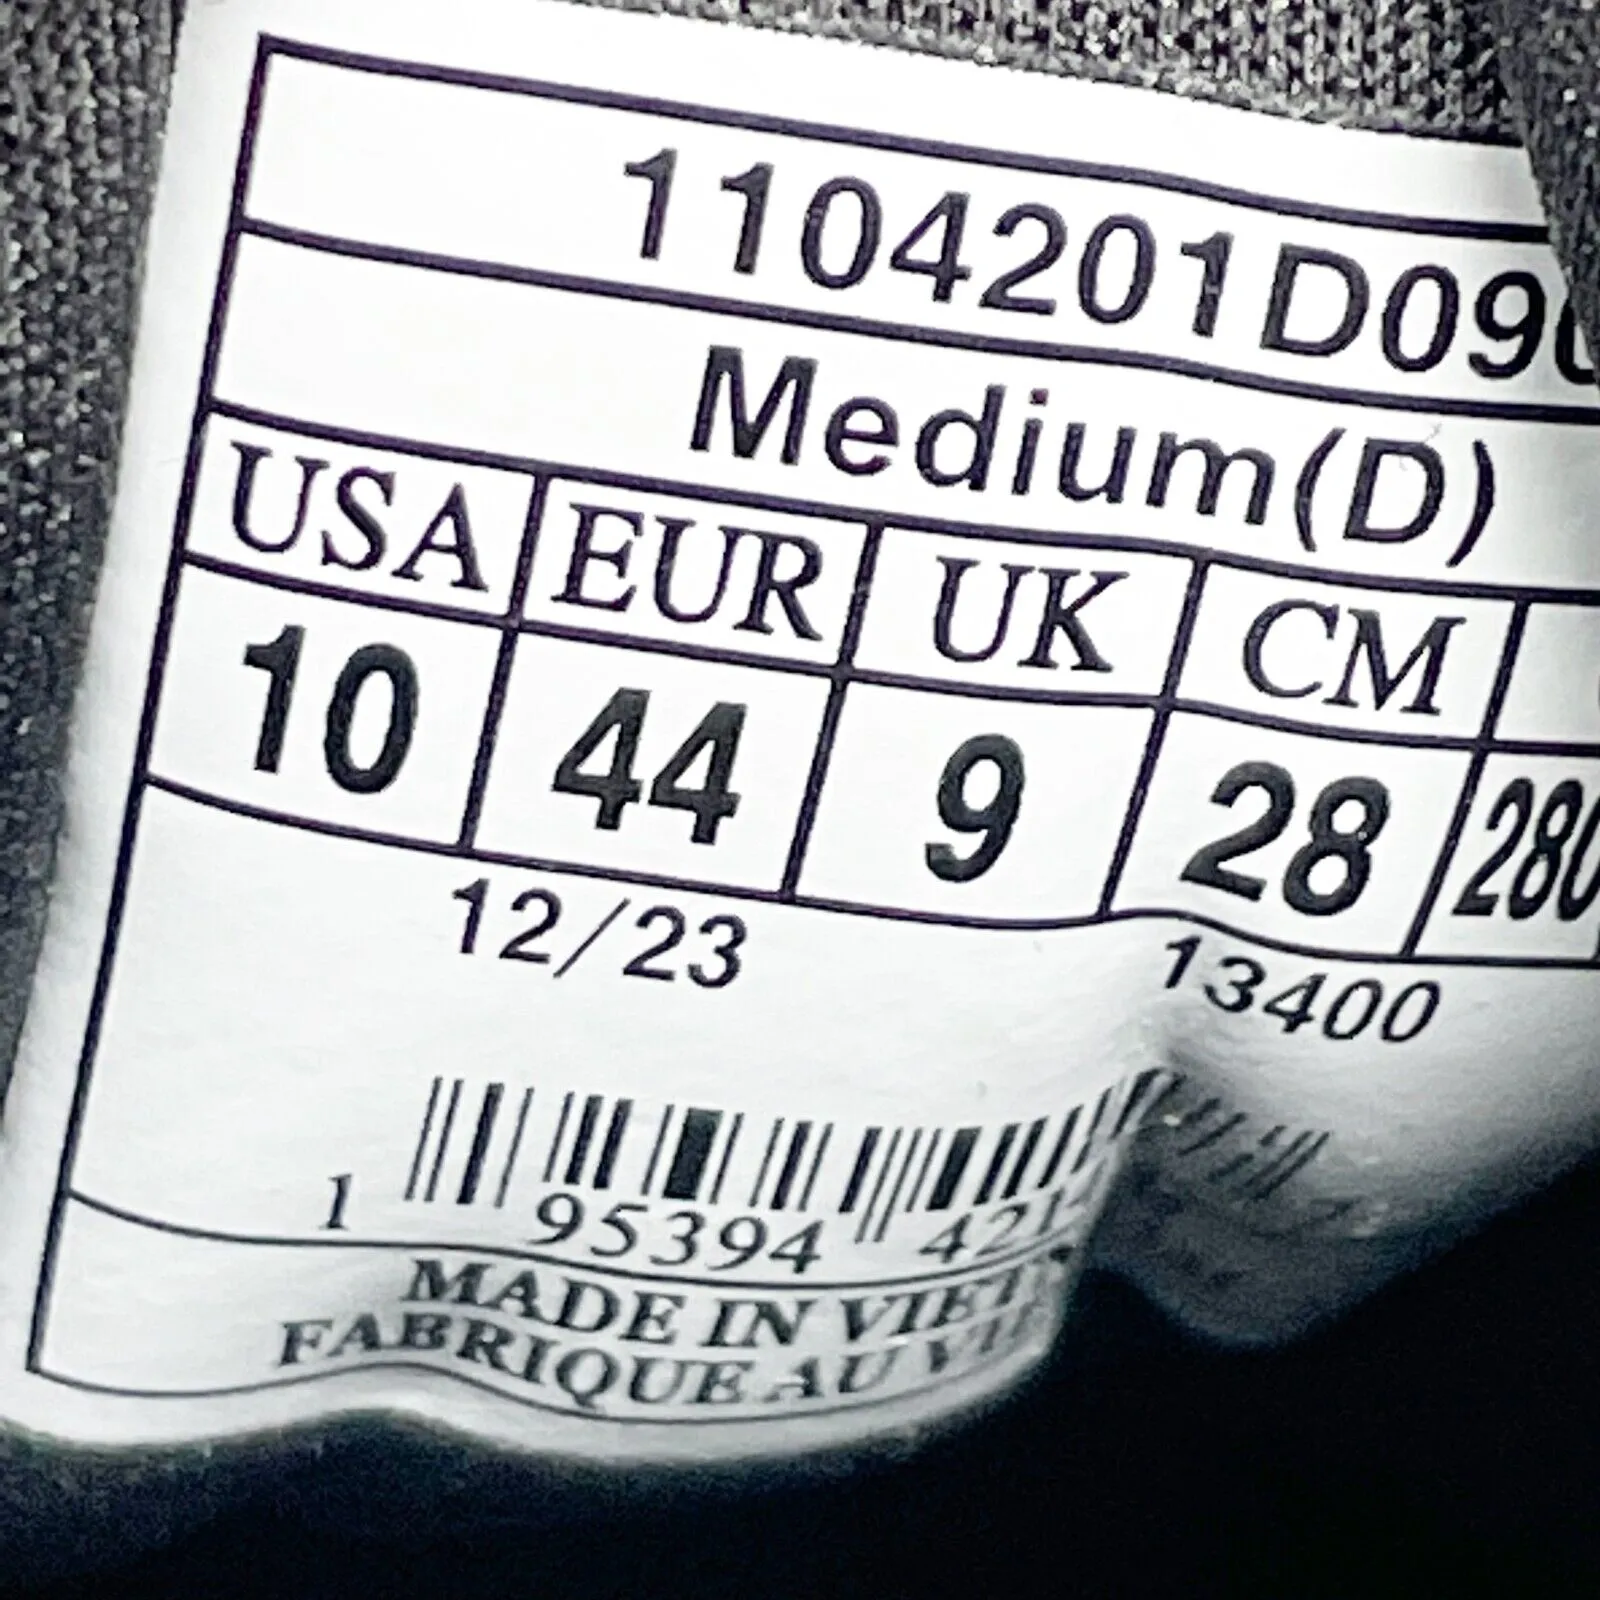 1104201D090
Medium(D)
USA EUR UK CM
10 44 9 28 280
12/23 13400
1 95394 421
MADE IN VIET
FABRIQUE AU VIE